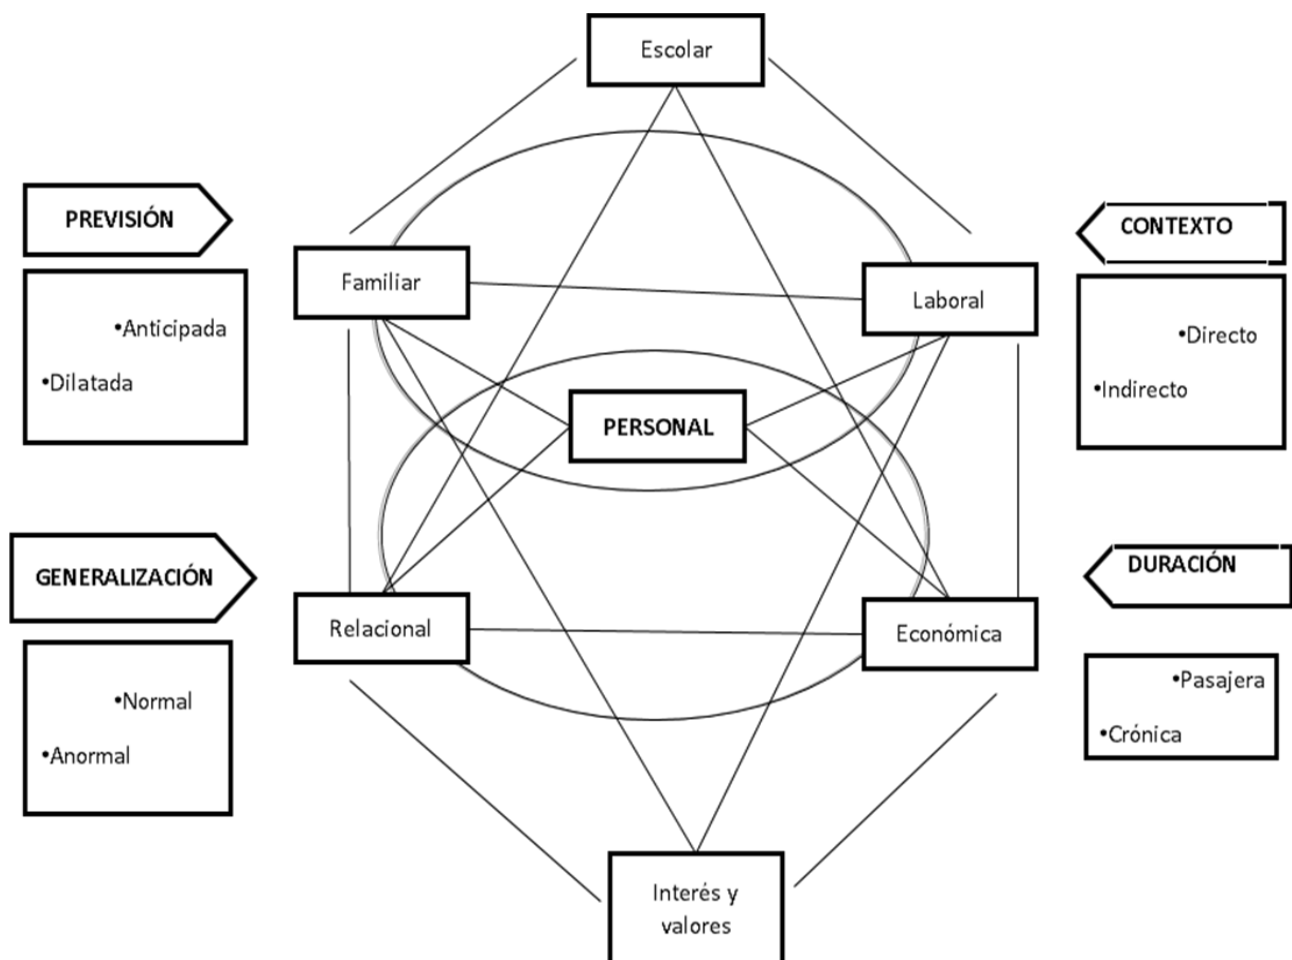 Escolar
PREVISIÓN
•Anticipada
•Dilatada
CONTEXTO
•Directo
•Indirecto
Familiar
Laboral
PERSONAL
GENERALIZACIÓN
•Normal
•Anormal
DURACIÓN
•Pasajera
•Crónica
Relacional
Económica
Interés y
valores